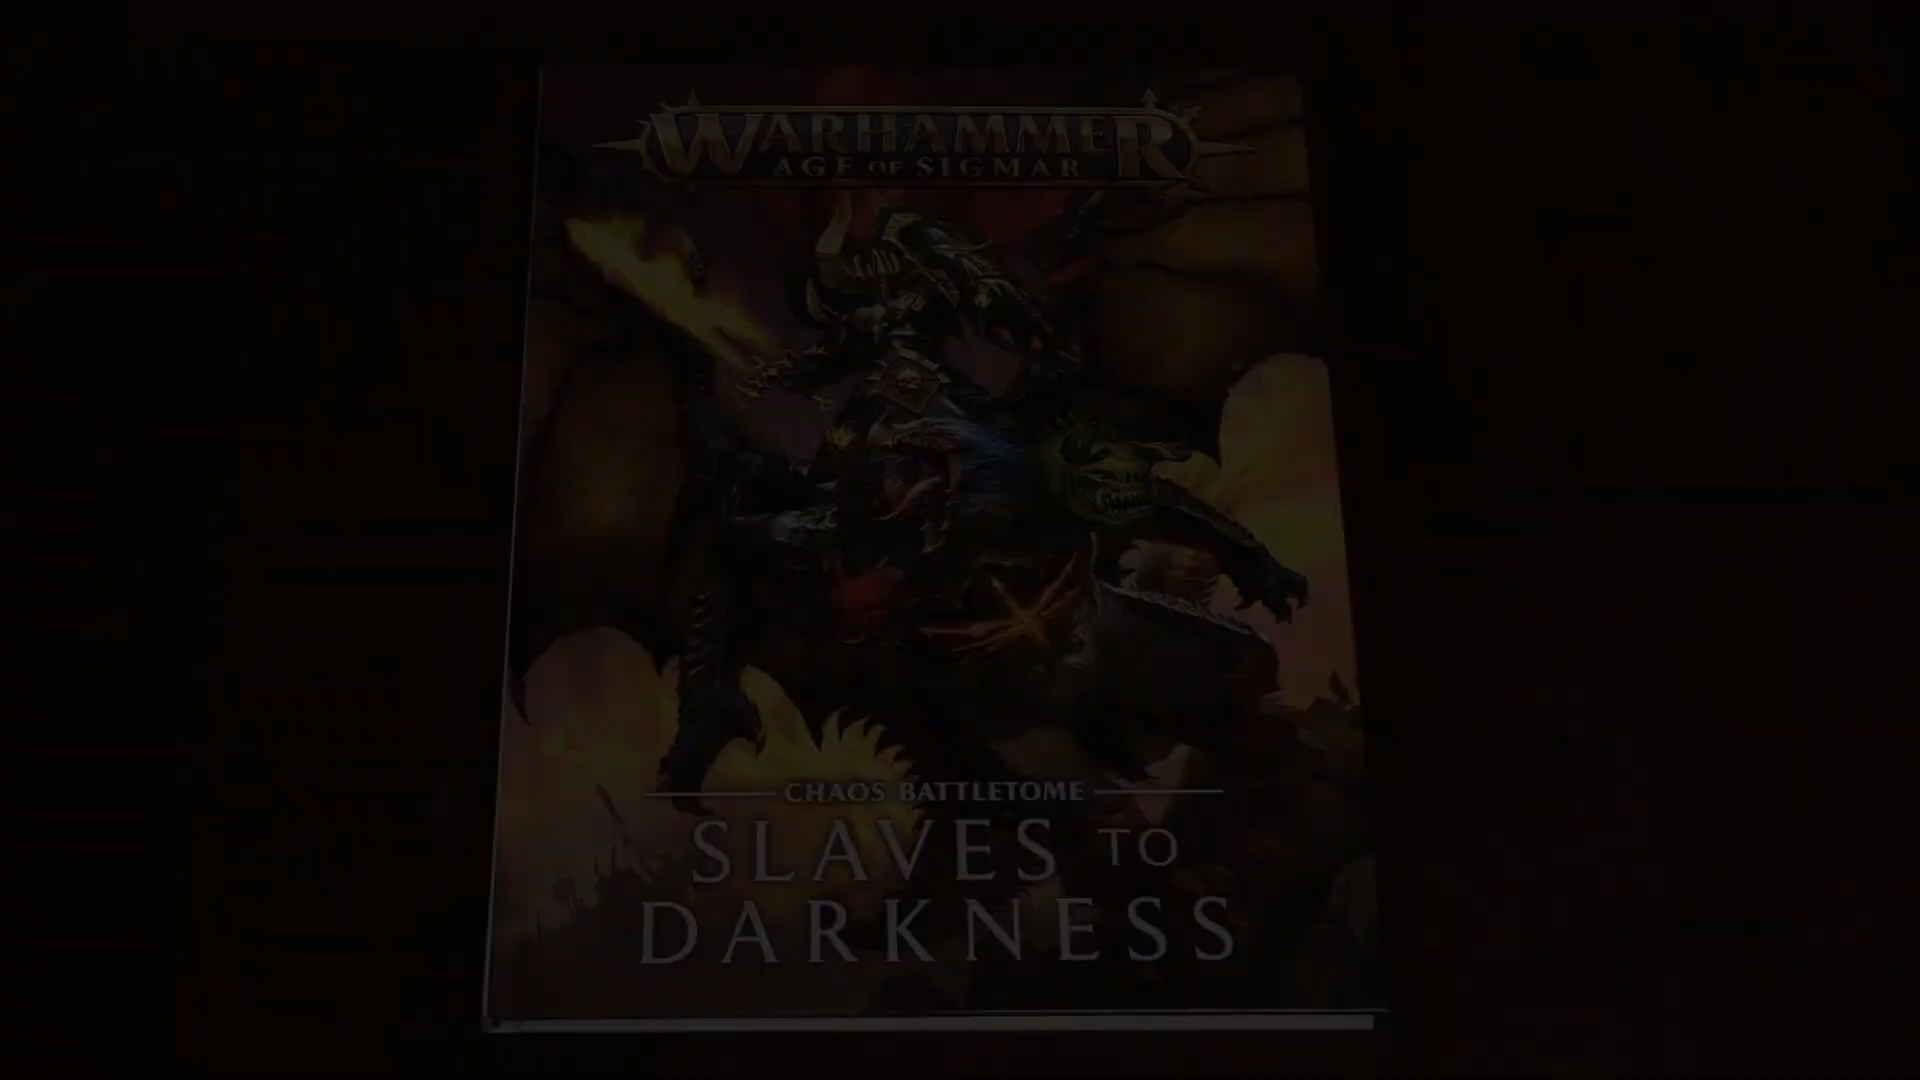 WARHAMMER
AGE OF SIGMAR
CHAOS BATTLETOME
SLAVES TO
DARKNESS